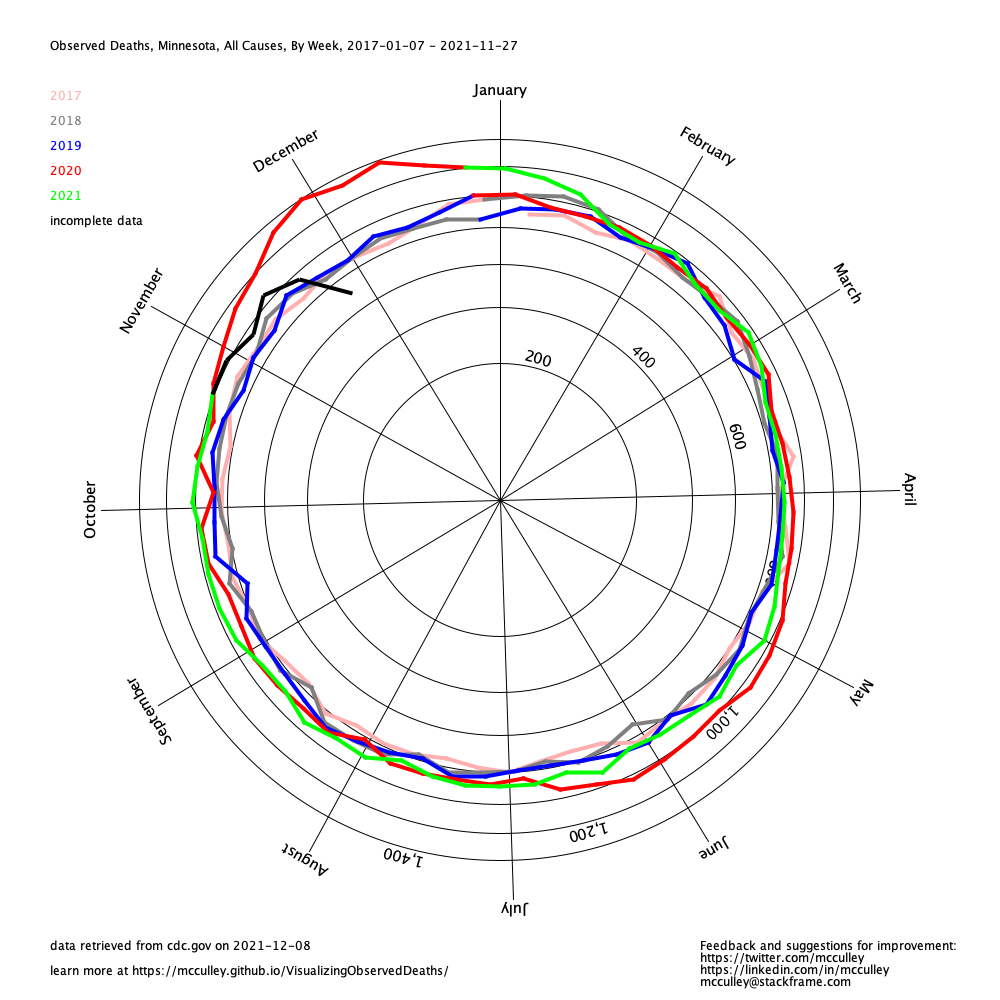 Observed Deaths, Minnesota, All Causes, By Week, 2017-01-07 - 2021-11-27
January
2017
2018
2019
2020
2021
incomplete data
December
February
November
March
200
400
600
October
April
September
May
1,000
1,200
1,400
August
June
July
data retrieved from cdc.gov on 2021-12-08
learn more at https://mcculley.github.io/VisualizingObservedDeaths/
Feedback and suggestions for improvement:
https://twitter.com/mcculley
https://linkedin.com/in/mcculley
mcculley@stackframe.com